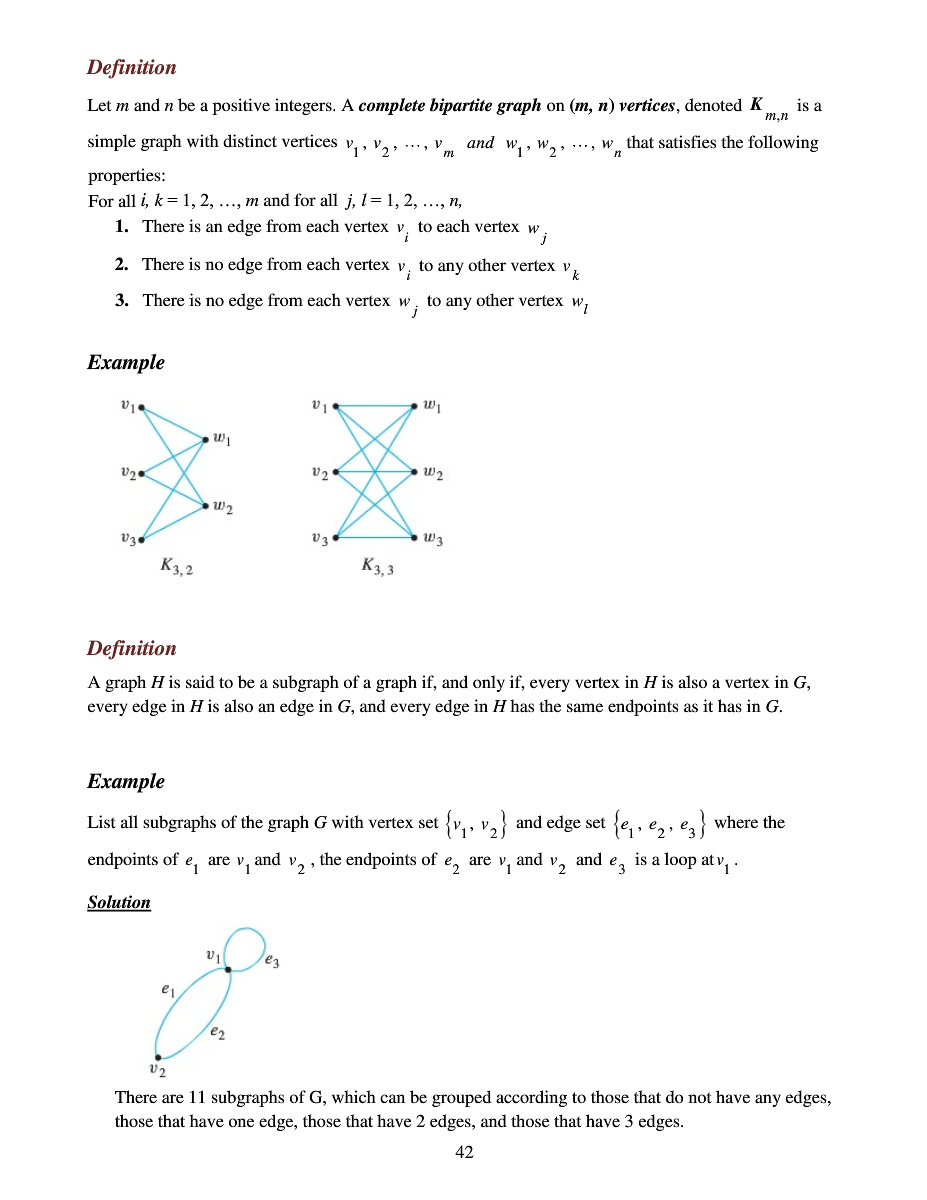 Definition
Let m and n be a positive integers. A complete bipartite graph on (m, n) vertices, denoted K_{m,n} is a
simple graph with distinct vertices v_1, v_2, …, v_m and w_1, w_2, …, w_n that satisfies the following
properties:
For all i, k = 1, 2, …, m and for all j, l = 1, 2, …, n,
1. There is an edge from each vertex v_i to each vertex w_j
2. There is no edge from each vertex v_i to any other vertex v_k
3. There is no edge from each vertex w_j to any other vertex w_l
Example
v_1 w_1 v_2 w_2 v_3
K_{3,2}
v_1 w_1
v_2 w_2
v_3 w_3
K_{3,3}
Definition
A graph H is said to be a subgraph of a graph if, and only if, every vertex in H is also a vertex in G,
every edge in H is also an edge in G, and every edge in H has the same endpoints as it has in G.
Example
List all subgraphs of the graph G with vertex set {v_1, v_2} and edge set {e_1, e_2, e_3} where the
endpoints of e_1 are v_1 and v_2, the endpoints of e_2 are v_1 and v_2 and e_3 is a loop at v_1.
Solution
v_1 e_3
e_1
e_2
v_2
There are 11 subgraphs of G, which can be grouped according to those that do not have any edges,
those that have one edge, those that have 2 edges, and those that have 3 edges.
42